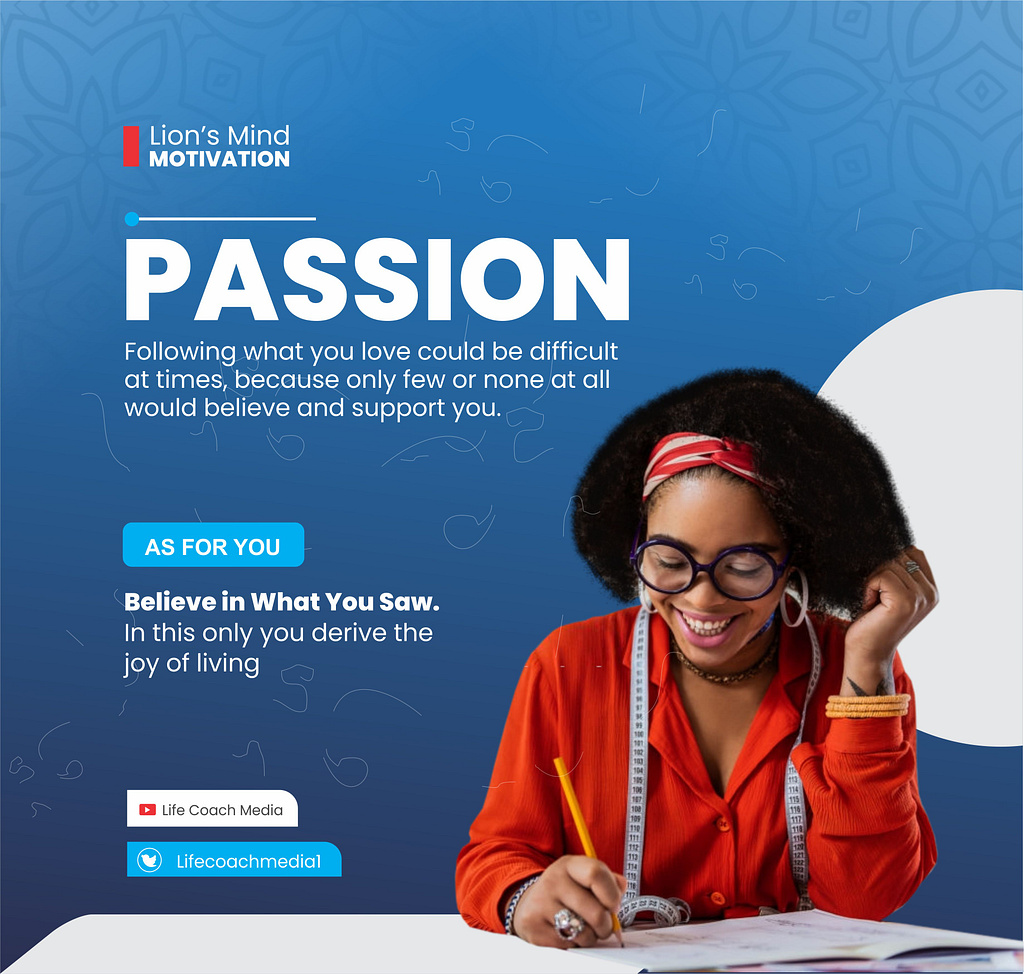 Lion’s Mind
MOTIVATION
PASSION
Following what you love could be difficult
at times, because only few or none at all
would believe and support you.
AS FOR YOU
Believe in What You Saw.
In this only you derive the
joy of living
Life Coach Media
Lifecoachmedia1